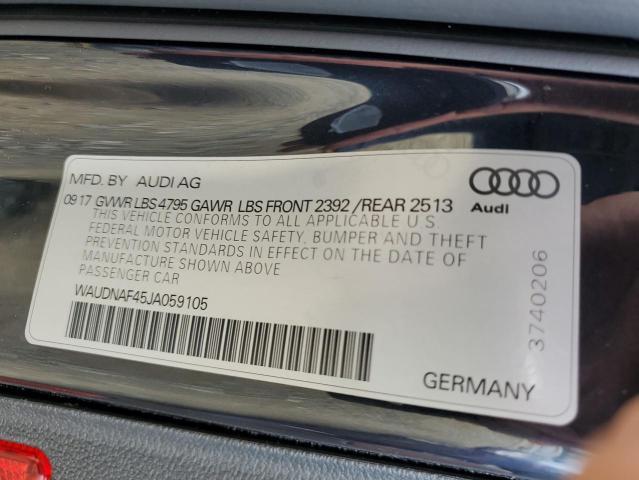 MFD. BY AUDI AG
09 17 GVWR LBS 4795 GAWR LBS FRONT 2392 /REAR 2513
THIS VEHICLE CONFORMS TO ALL APPLICABLE U S
FEDERAL MOTOR VEHICLE SAFETY, BUMPER AND THEFT
PREVENTION STANDARDS IN EFFECT ON THE DATE OF
MANUFACTURE SHOWN ABOVE
PASSENGER CAR
WAUDNAF45JA059105
Audi
3740206
GERMANY